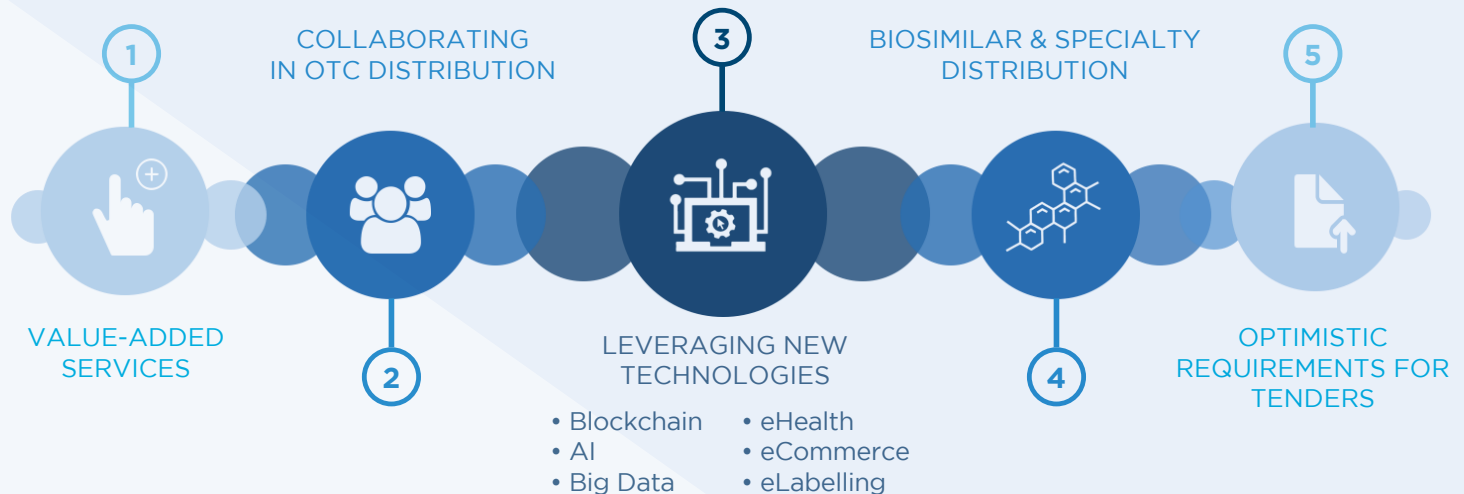 1
VALUE-ADDED
SERVICES
COLLABORATING
IN OTC DISTRIBUTION
2
3
LEVERAGING NEW
TECHNOLOGIES
• Blockchain
• AI
• Big Data
• eHealth
• eCommerce
• eLabelling
BIOSIMILAR & SPECIALTY
DISTRIBUTION
4
5
OPTIMISTIC
REQUIREMENTS FOR
TENDERS